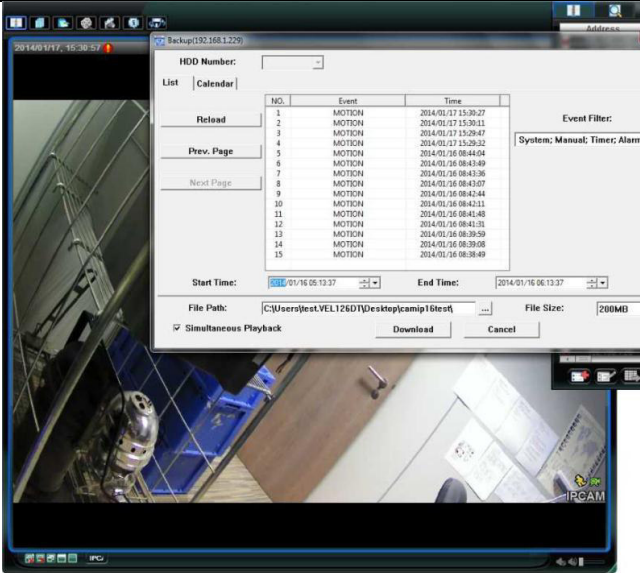 Address
2014/01/17, 15:30:57
Backup(192.168.1.229)
HDD Number:
List Calendar
NO. Event Time
Reload
Prev. Page
Next Page
1 MOTION 2014/01/17 15:30:27
2 MOTION 2014/01/17 15:30:11
3 MOTION 2014/01/17 15:29:47
4 MOTION 2014/01/17 15:29:32
5 MOTION 2014/01/16 08:44:04
6 MOTION 2014/01/16 08:43:49
7 MOTION 2014/01/16 08:43:36
8 MOTION 2014/01/16 08:43:07
9 MOTION 2014/01/16 08:42:44
10 MOTION 2014/01/16 08:42:11
11 MOTION 2014/01/16 08:41:48
12 MOTION 2014/01/16 08:41:31
13 MOTION 2014/01/16 08:39:59
14 MOTION 2014/01/16 08:39:08
15 MOTION 2014/01/16 08:38:49
Event Filter:
System; Manual; Timer; Alarm
Start Time: 2014/01/16 05:13:37 End Time: 2014/01/16 06:13:37
File Path: C:\Users\test.VEL126DT\Desktop\camip16test\ ... File Size: 200MB
Simultaneous Playback Download Cancel
IPCAM
IPCam